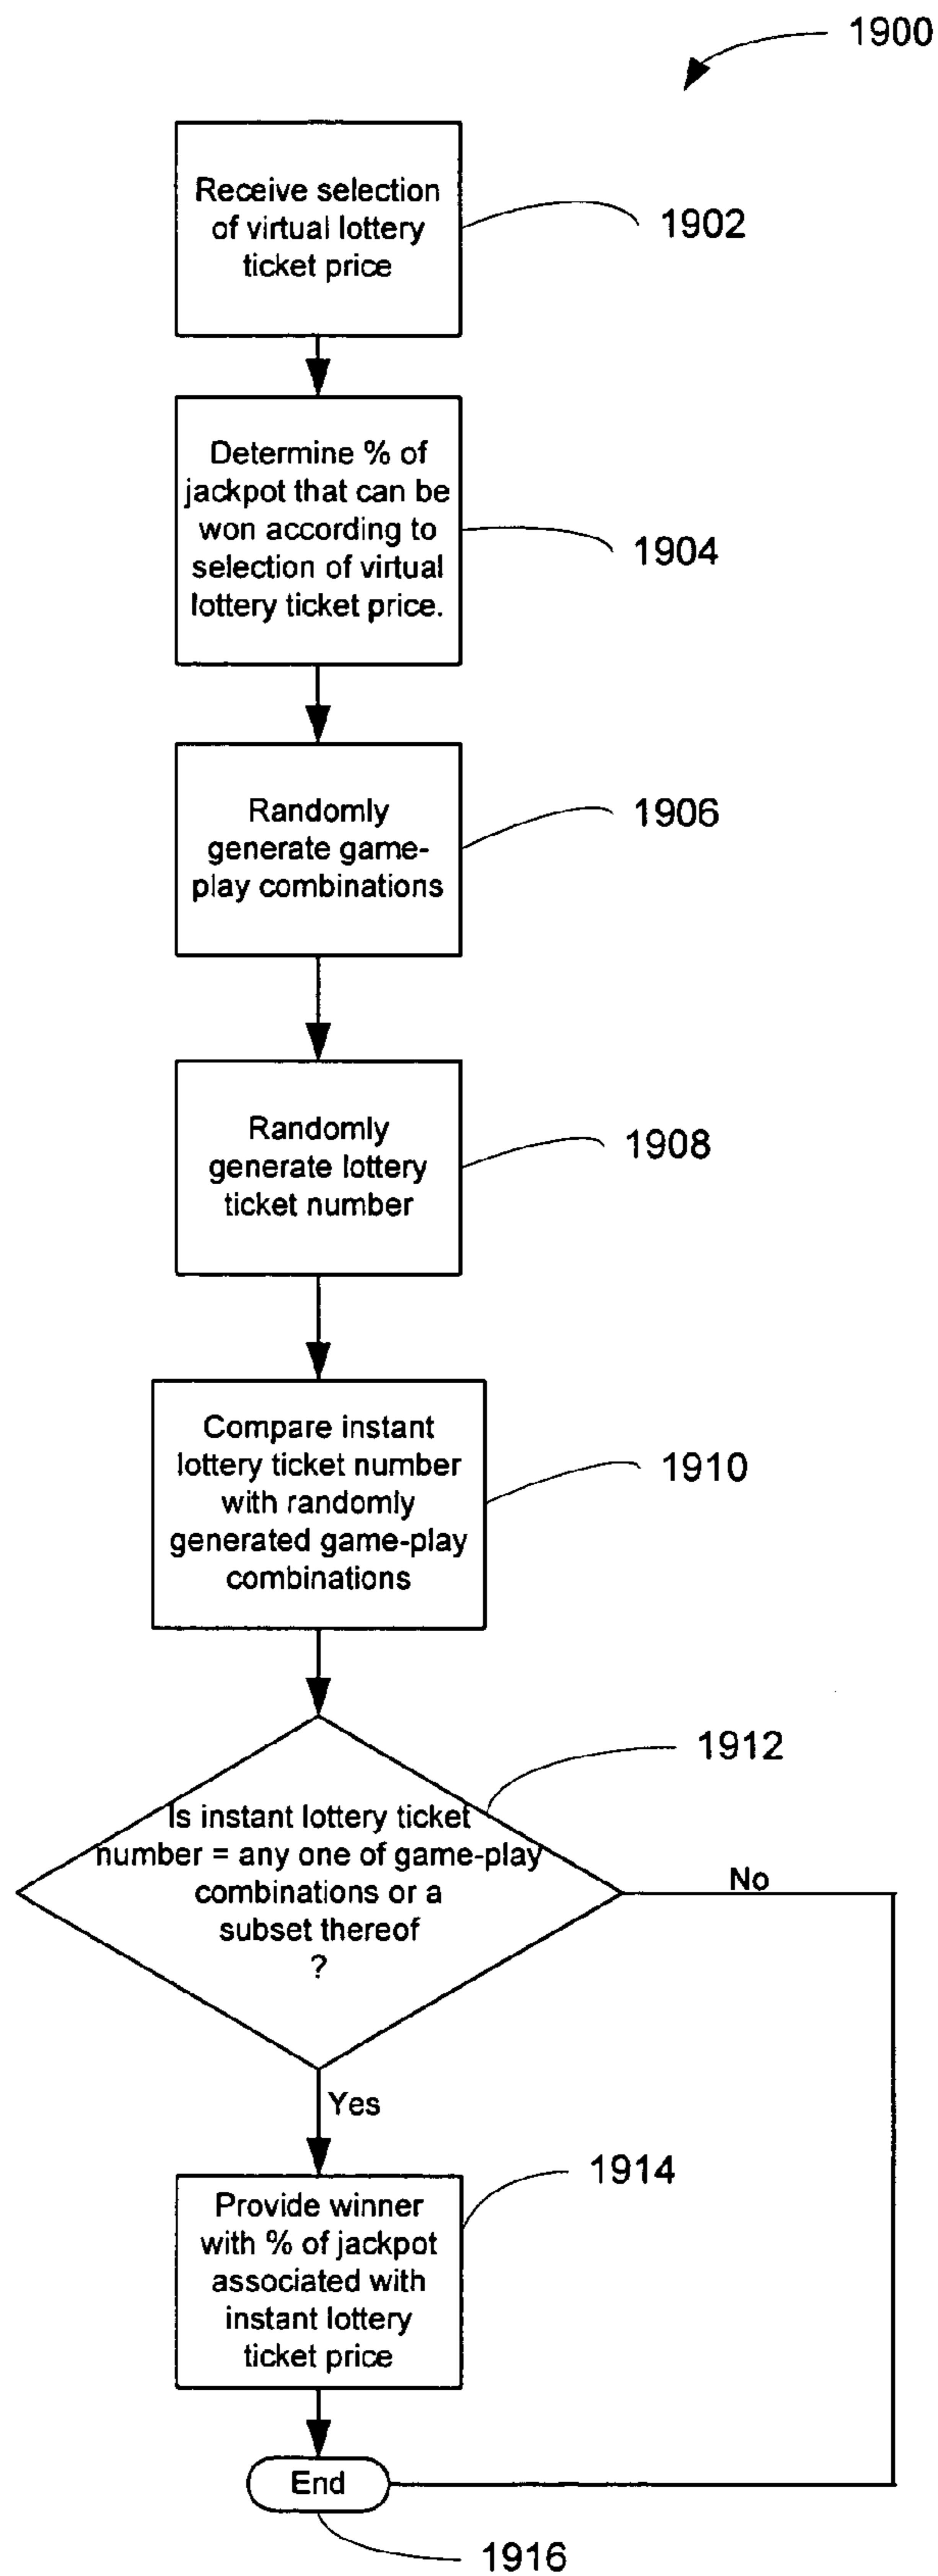 1900
Receive selection
of virtual lottery
ticket price
1902
Determine % of
jackpot that can be
won according to
selection of virtual
lottery ticket price.
1904
Randomly
generate game-
play combinations
1906
Randomly
generate lottery
ticket number
1908
Compare instant
lottery ticket number
with randomly
generated game-play
combinations
1910
1912
Is instant lottery ticket
number = any one of game-play
combinations or a
subset thereof
?
No
Yes
1914
Provide winner
with % of jackpot
associated with
instant lottery
ticket price
End
1916